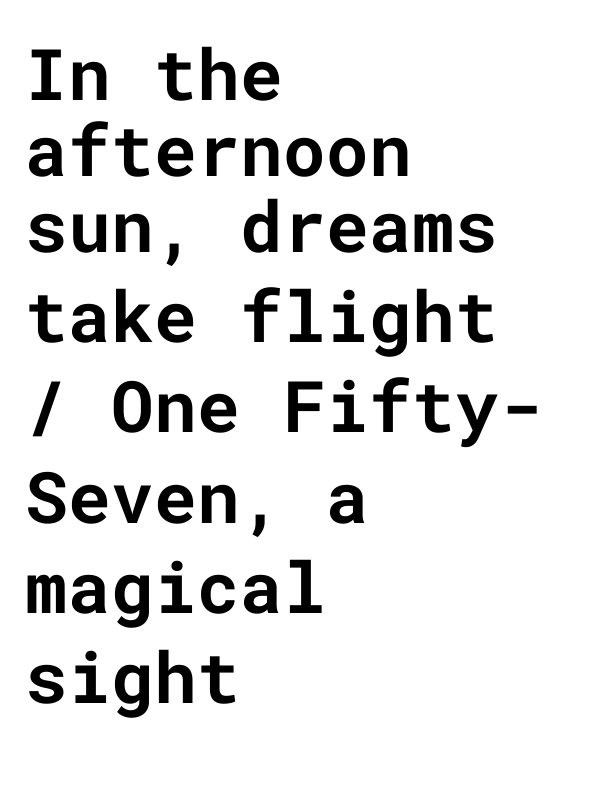 In the
afternoon
sun, dreams
take flight
/ One Fifty-
Seven, a
magical
sight